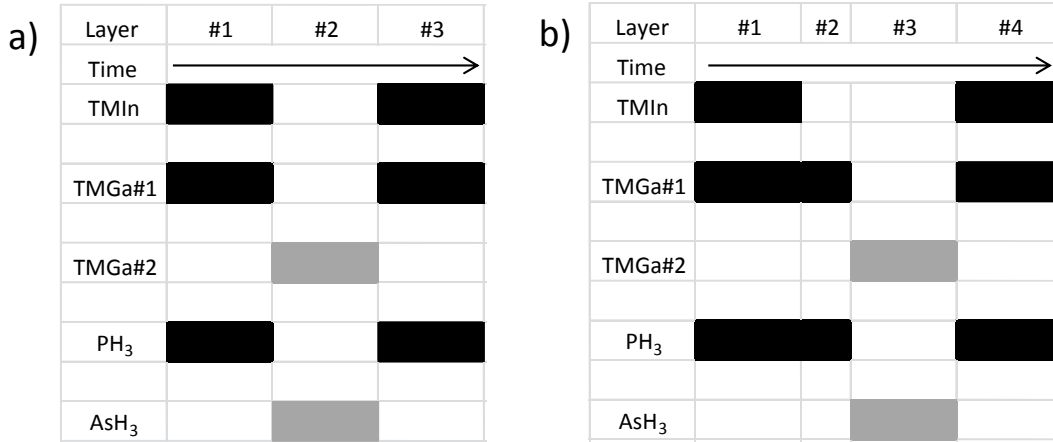 a)
Layer #1 #2 #3
Time
TMIn
TMGa#1
TMGa#2
PH₃
AsH₃
b)
Layer #1 #2 #3 #4
Time
TMIn
TMGa#1
TMGa#2
PH₃
AsH₃